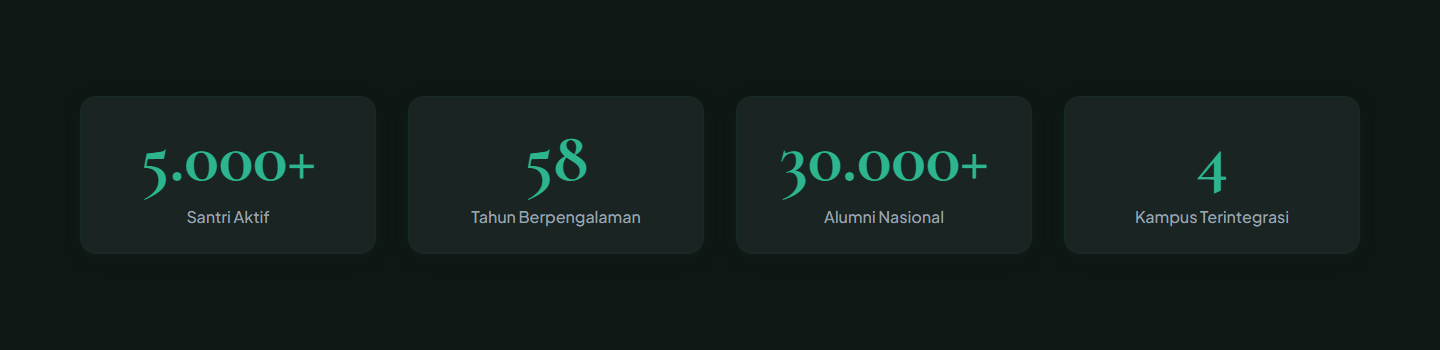 5.000+
Santri Aktif
58
Tahun Berpengalaman
30.000+
Alumni Nasional
4
Kampus Terintegrasi